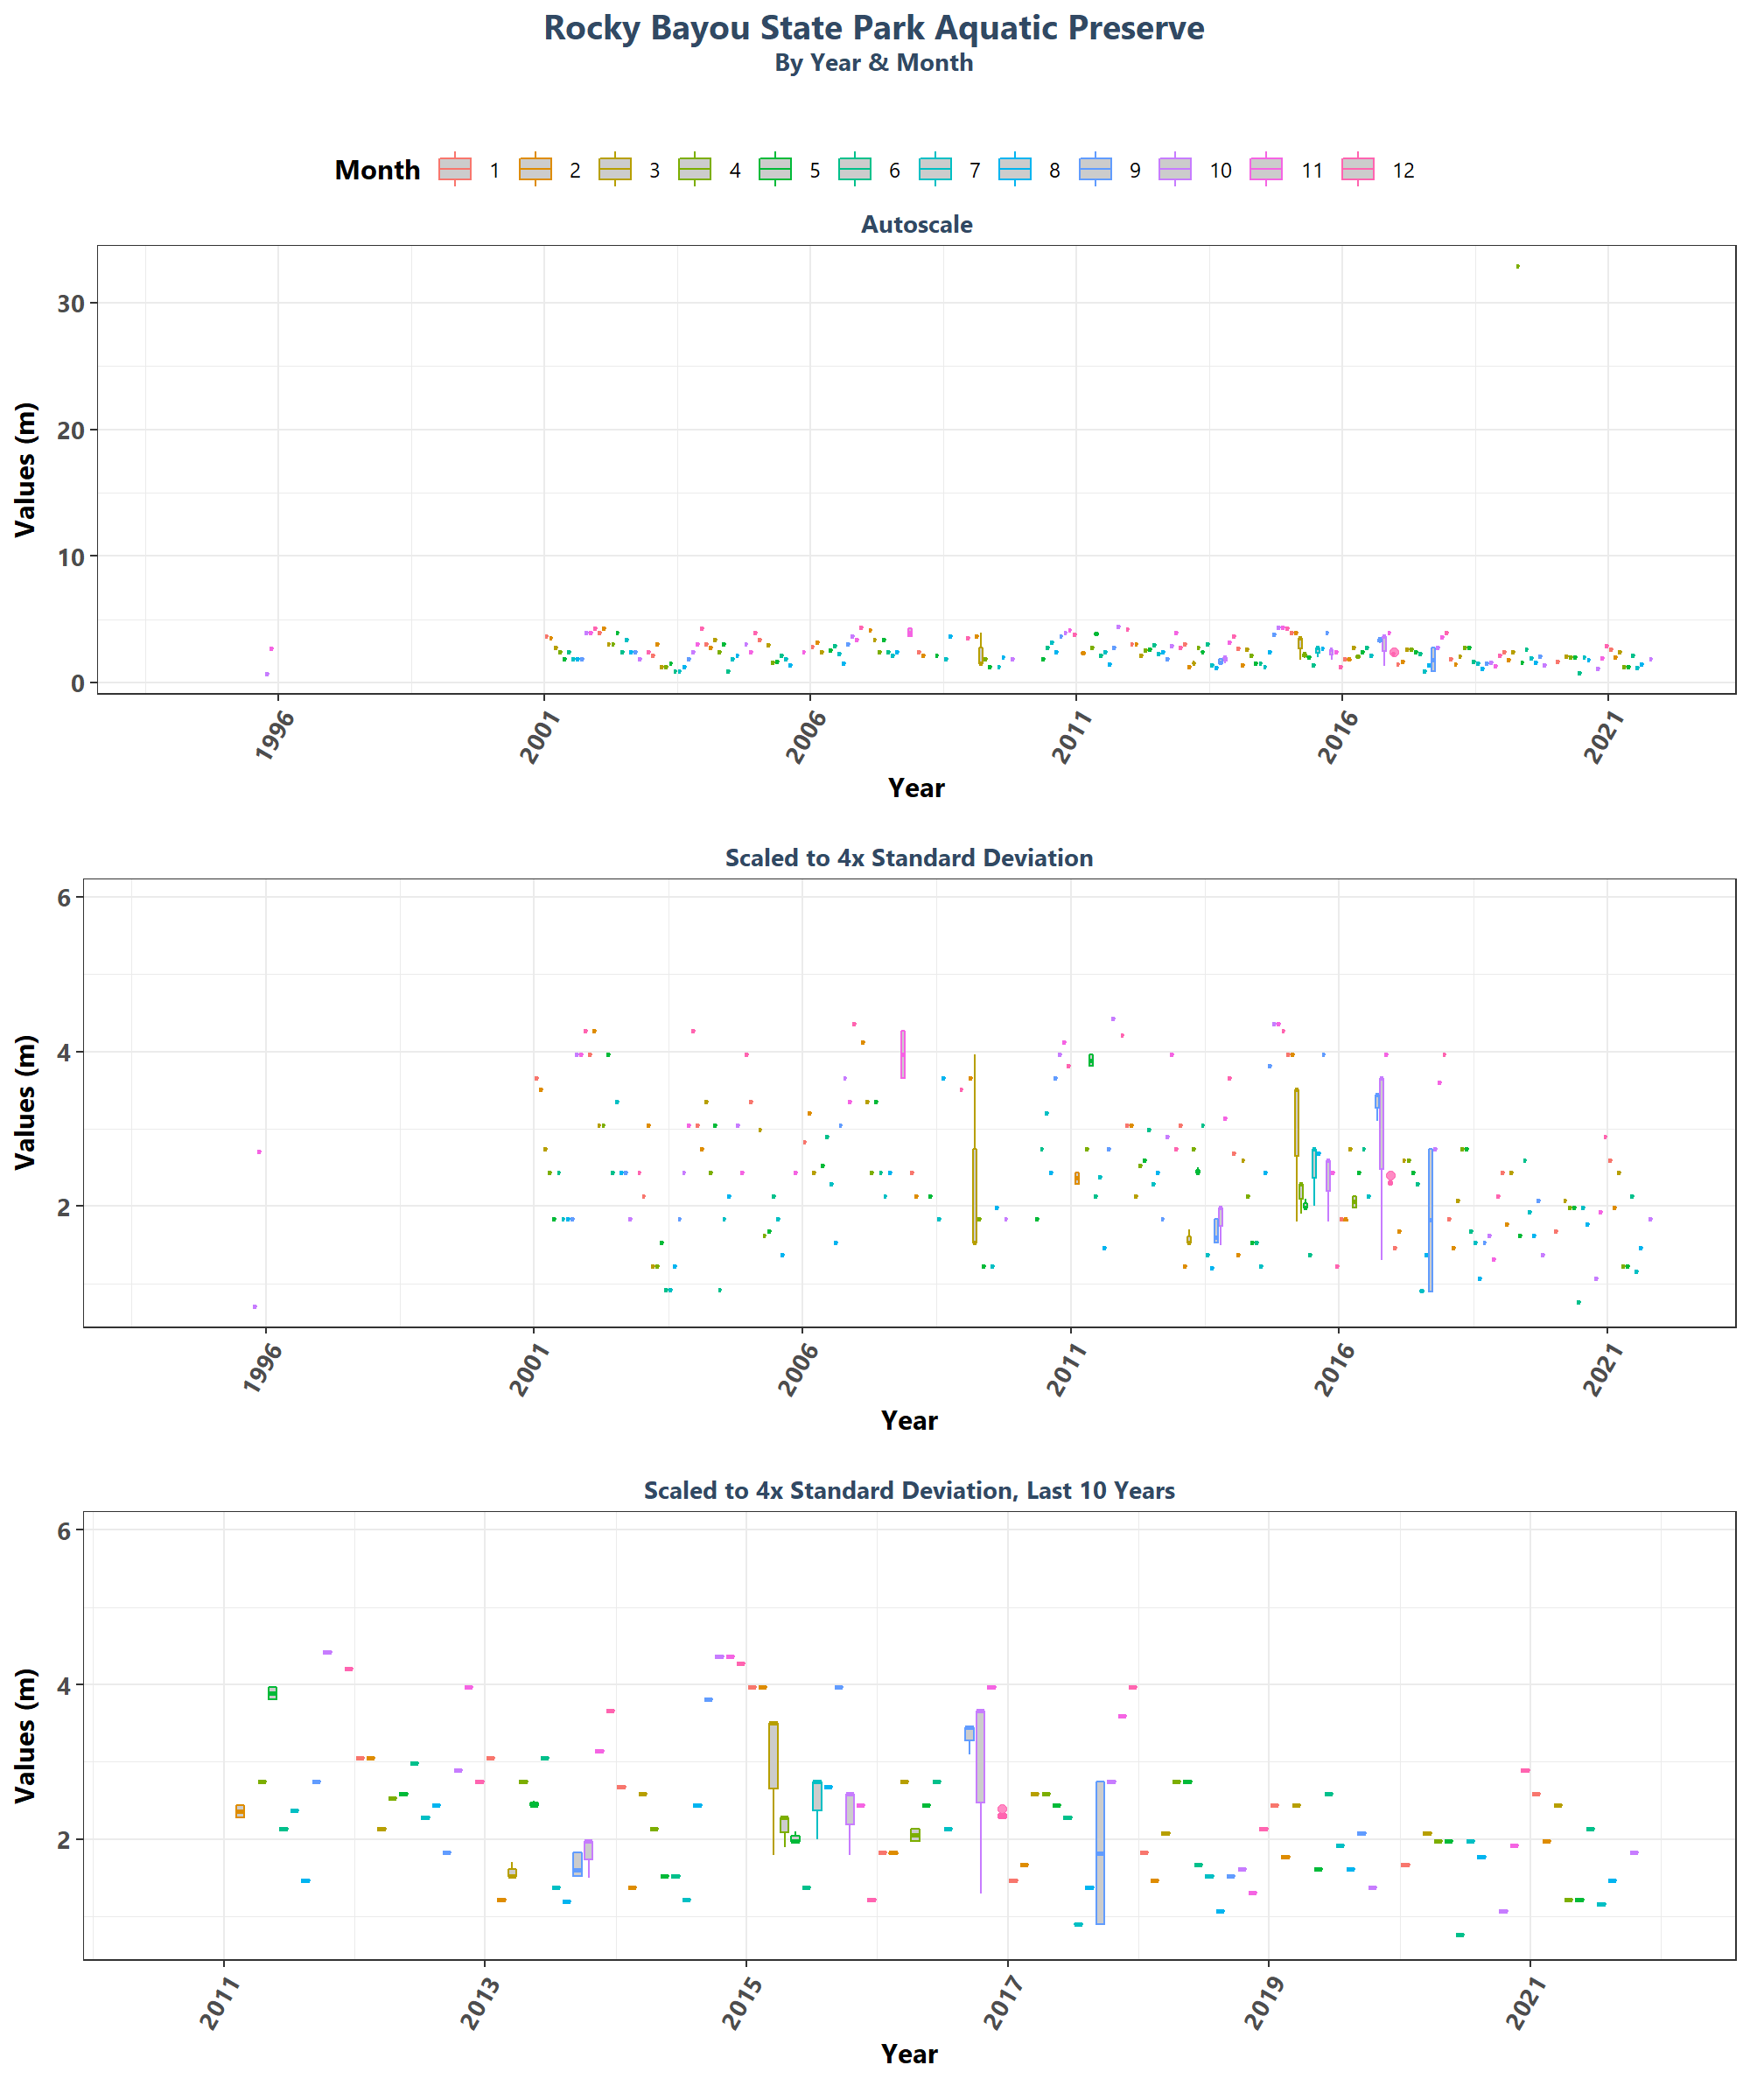 Rocky Bayou State Park Aquatic Preserve
By Year & Month
Month 1 2 3 4 5 6 7 8 9 10 11 12
Autoscale
Values (m)
30
20
10
0
1996 2001 2006 2011 2016 2021
Year
Scaled to 4x Standard Deviation
Values (m)
6
4
2
1996 2001 2006 2011 2016 2021
Year
Scaled to 4x Standard Deviation, Last 10 Years
Values (m)
6
4
2
2011 2013 2015 2017 2019 2021
Year